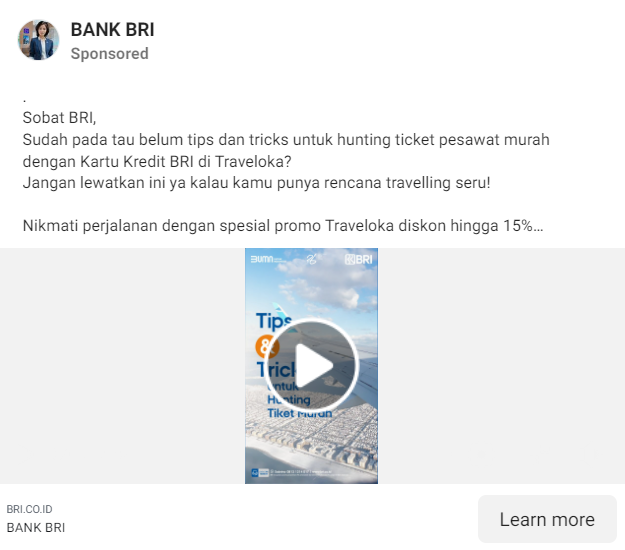 BANK BRI
Sponsored
.
Sobat BRI,
Sudah pada tau belum tips dan tricks untuk hunting ticket pesawat murah
dengan Kartu Kredit BRI di Traveloka?
Jangan lewatkan ini ya kalau kamu punya rencana travelling seru!
Nikmati perjalanan dengan spesial promo Traveloka diskon hingga 15%...
BUMN
BRI
Tips
&
Trick
untuk
Hunting
Tiket Murah
BRI.CO.ID
BANK BRI
Learn more